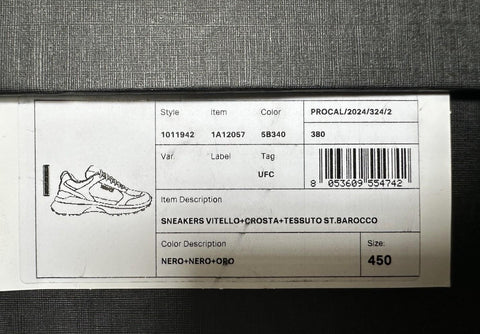 Style Item Color PROCAL/2024/324/2
1011942 1A12057 5B340 380
Var. Label Tag
UFC
8 053609 554742
Item Description
SNEAKERS VITELLO+CROSTA+TESSUTO ST.BAROCCO
Color Description Size:
NERO+NERO+ORO 450